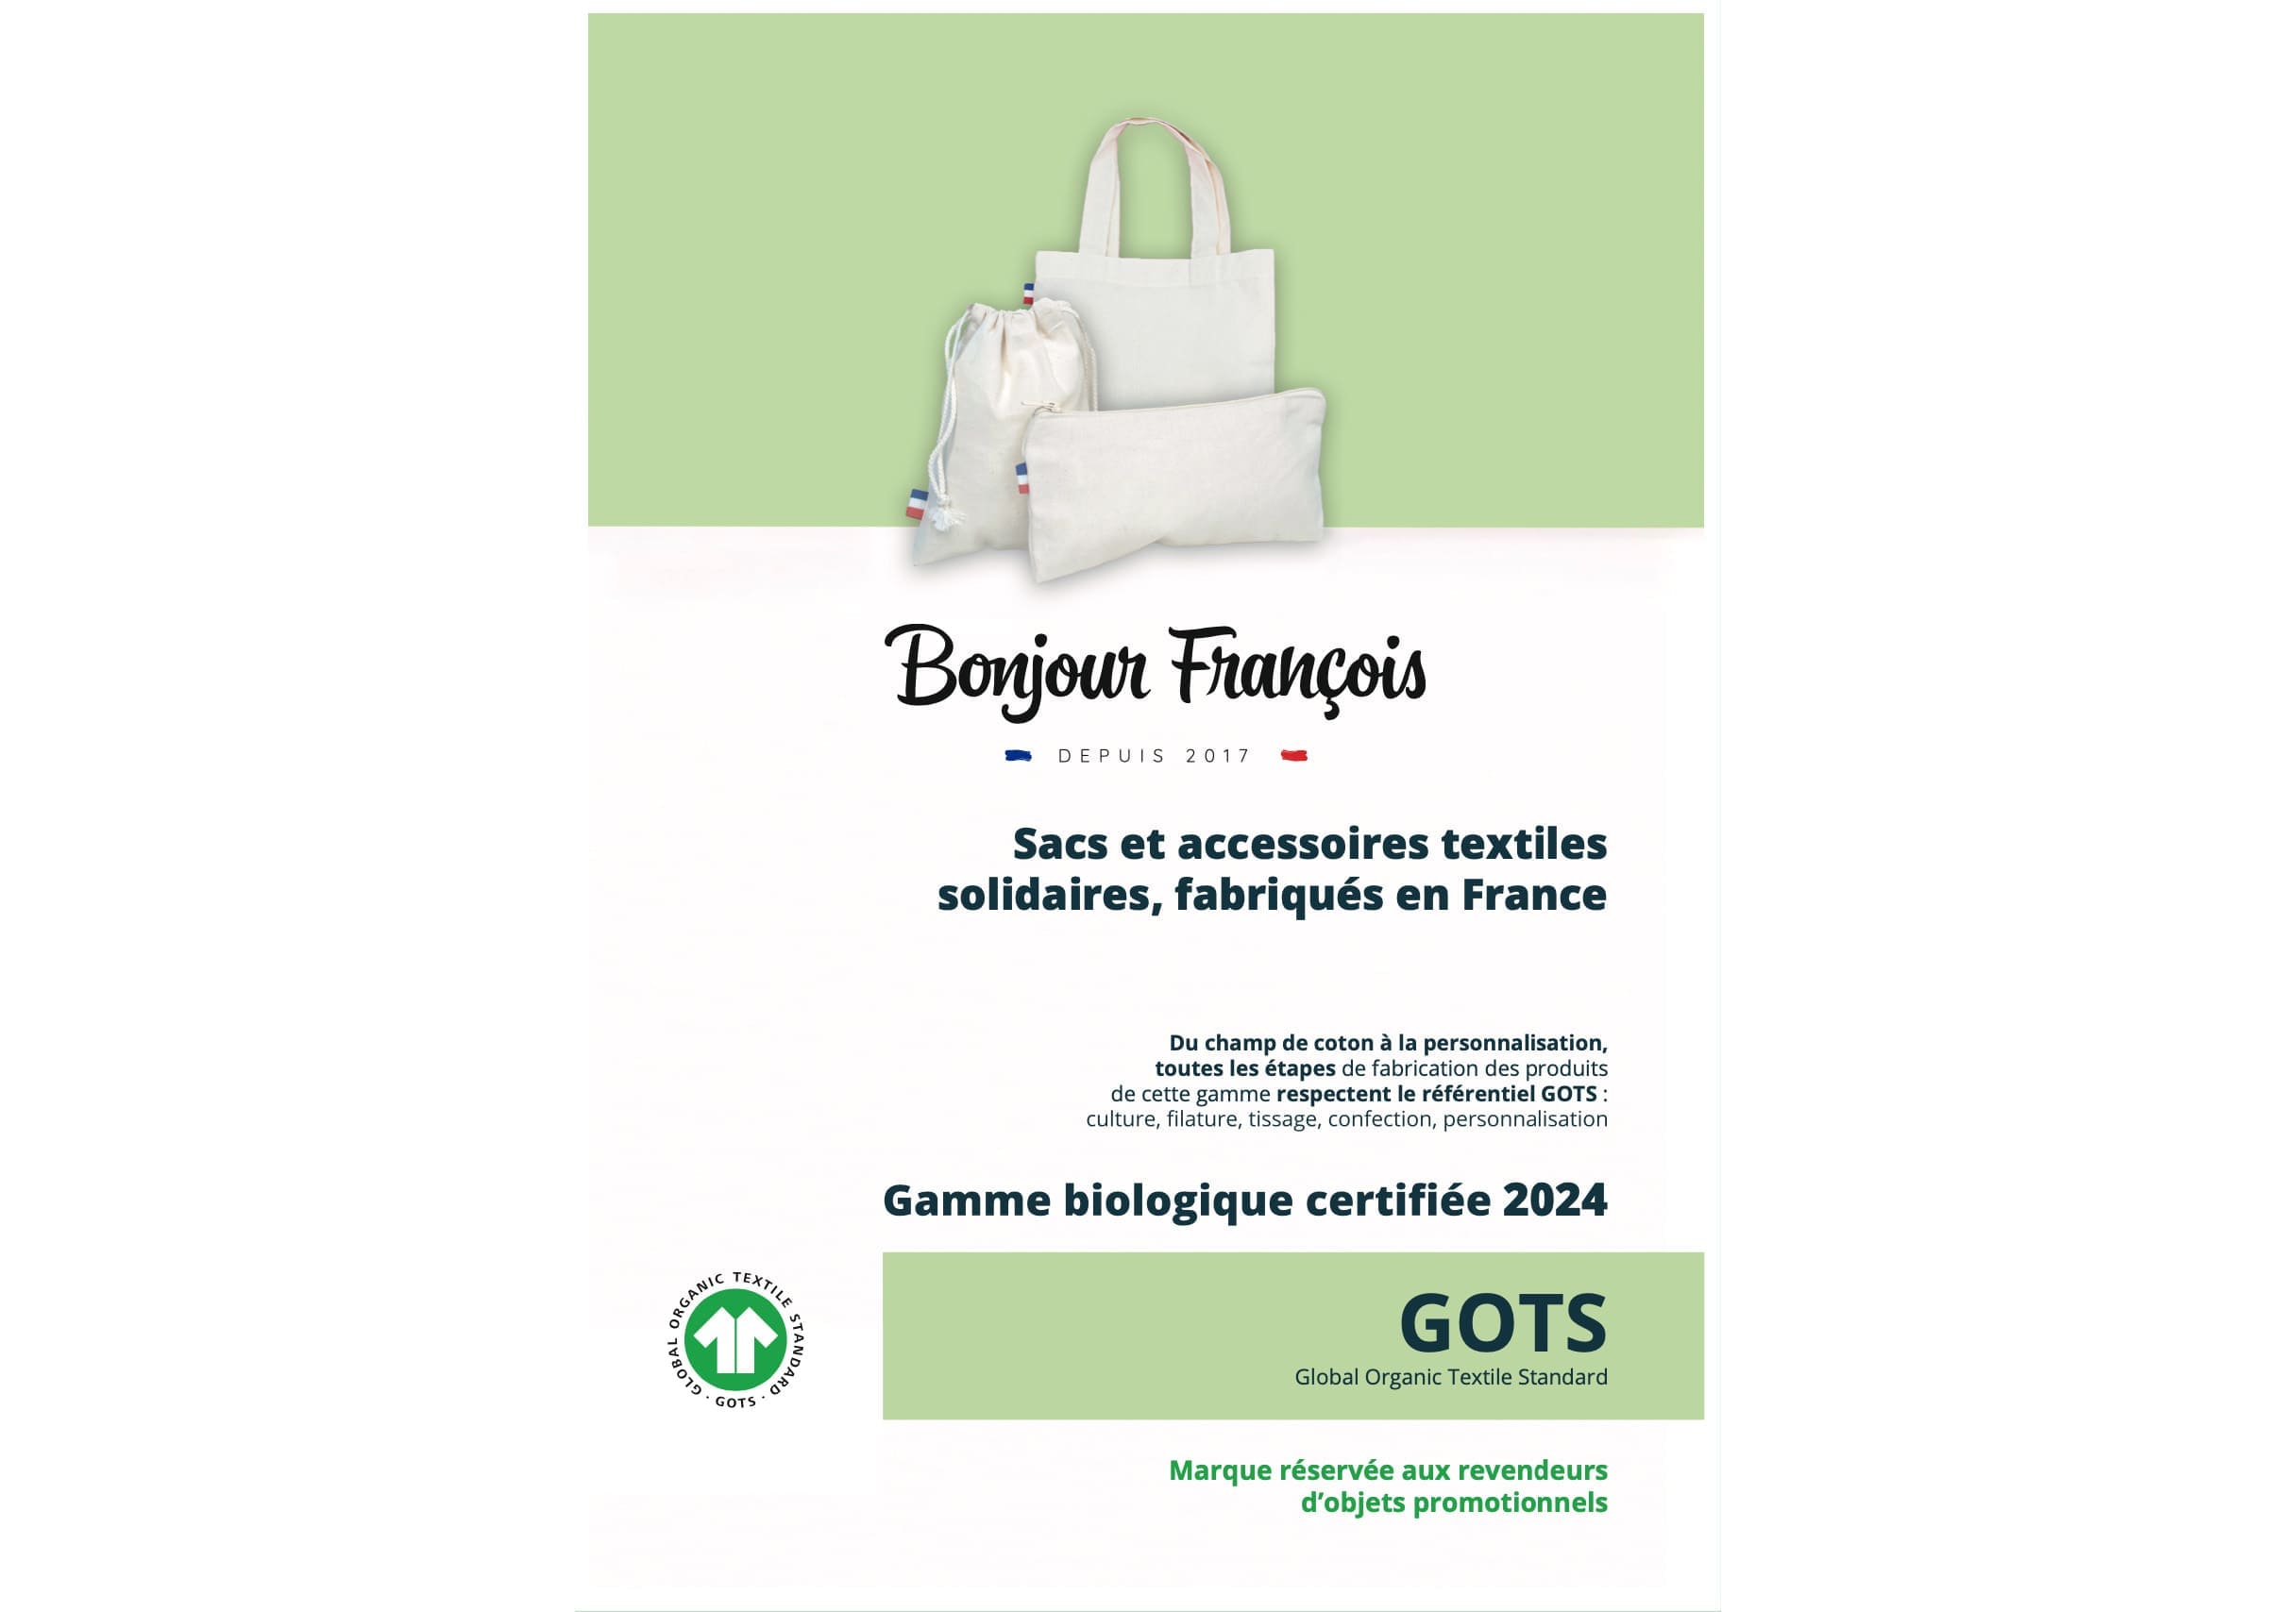 Bonjour François
DEPUIS 2017
Sacs et accessoires textiles
solidaires, fabriqués en France
Du champ de coton à la personnalisation,
toutes les étapes de fabrication des produits
de cette gamme respectent le référentiel GOTS :
culture, filature, tissage, confection, personnalisation
Gamme biologique certifiée 2024
GLOBAL ORGANIC TEXTILE STANDARD · GOTS ·
GOTS
Global Organic Textile Standard
Marque réservée aux revendeurs
d’objets promotionnels